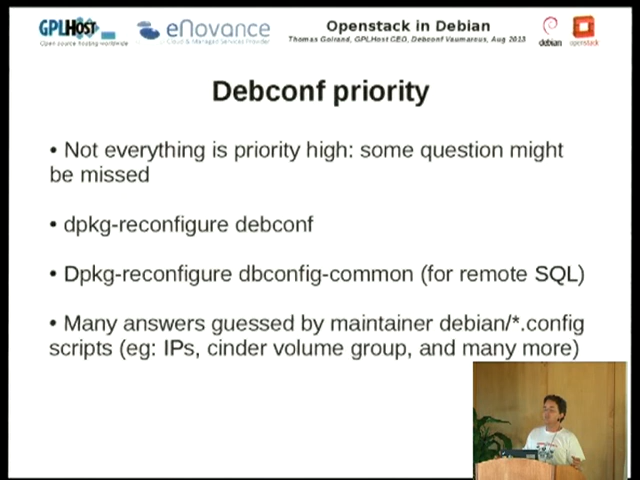 GPLHost
Open source hosting worldwide
eNovance
Cloud & Managed Services Provider
Openstack in Debian
Thomas Goirand, GPLHost CEO, Debconf Vaumarcus, Aug 2013
debian
openstack
Debconf priority
• Not everything is priority high: some question might
be missed
• dpkg-reconfigure debconf
• Dpkg-reconfigure dbconfig-common (for remote SQL)
• Many answers guessed by maintainer debian/*.config
scripts (eg: IPs, cinder volume group, and many more)